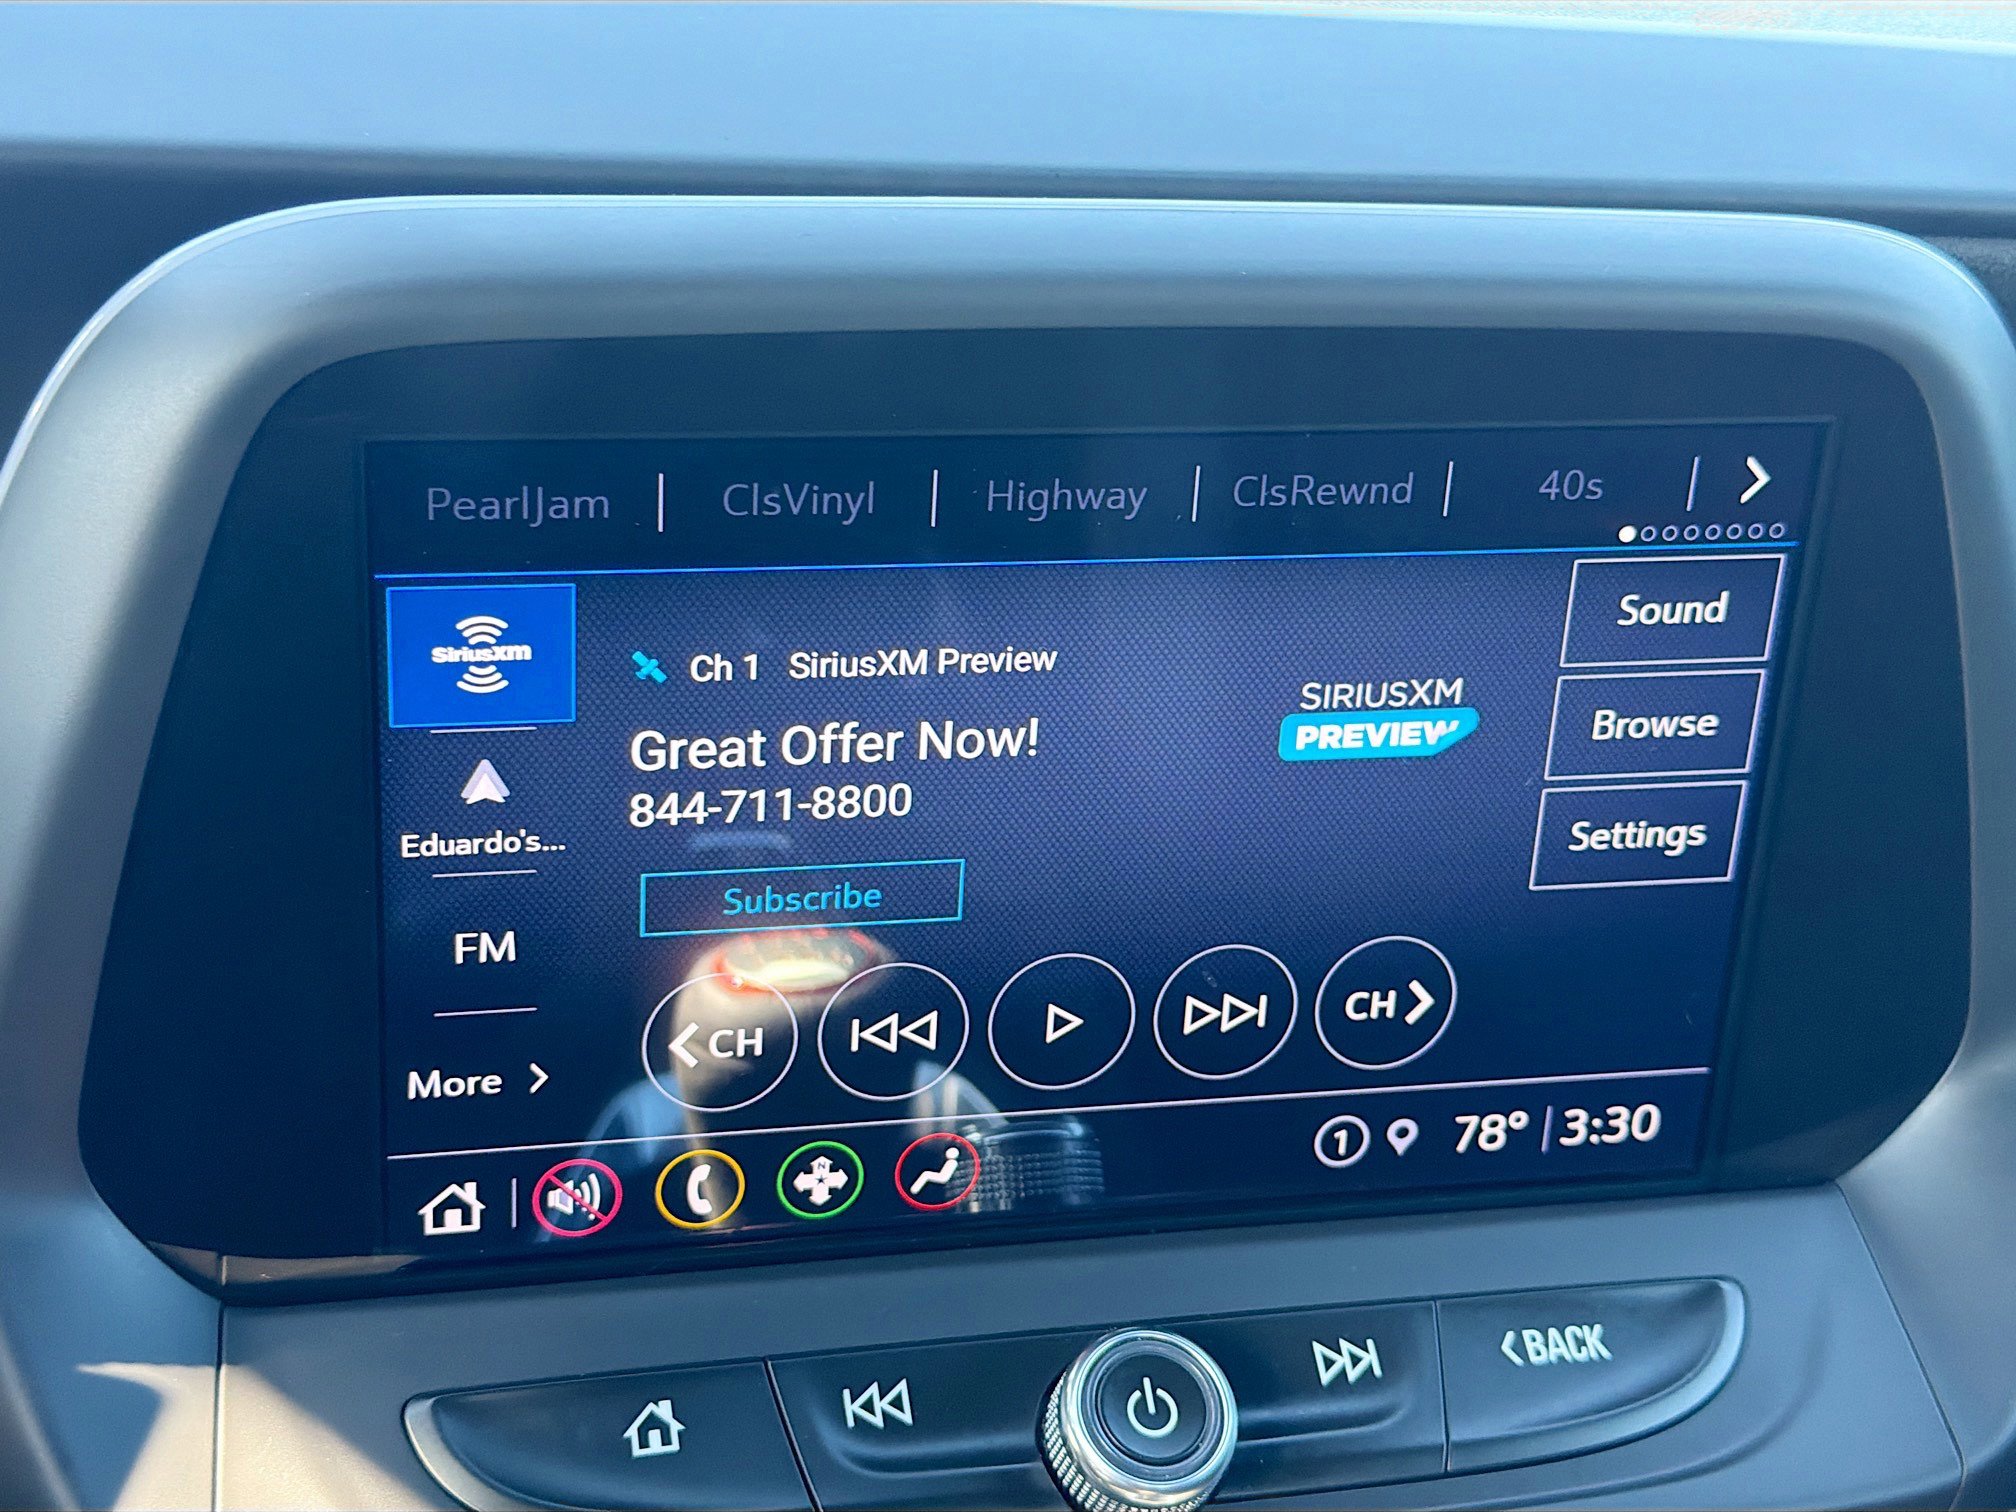 PearlJam | ClsVinyl | Highway | ClsRewnd | 40s |
SiriusXM
Ch 1 SiriusXM Preview
Great Offer Now!
844-711-8800
Subscribe
SIRIUSXM
PREVIEW
Sound
Browse
Settings
Eduardo's...
FM
More >
< CH
CH >
N
1 78° | 3:30
< BACK